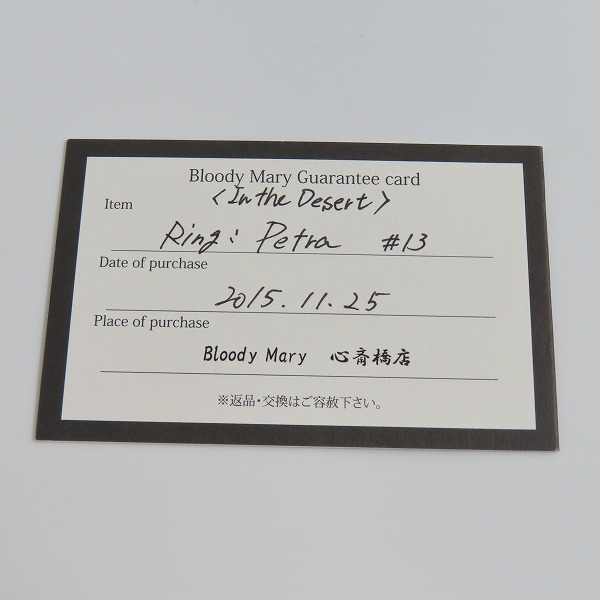 Bloody Mary Guarantee card
Item
<In the Desert>
Ring: Petra #13
Date of purchase
2015.11.25
Place of purchase
Bloody Mary 心斎橋店
※返品・交換はご容赦下さい。